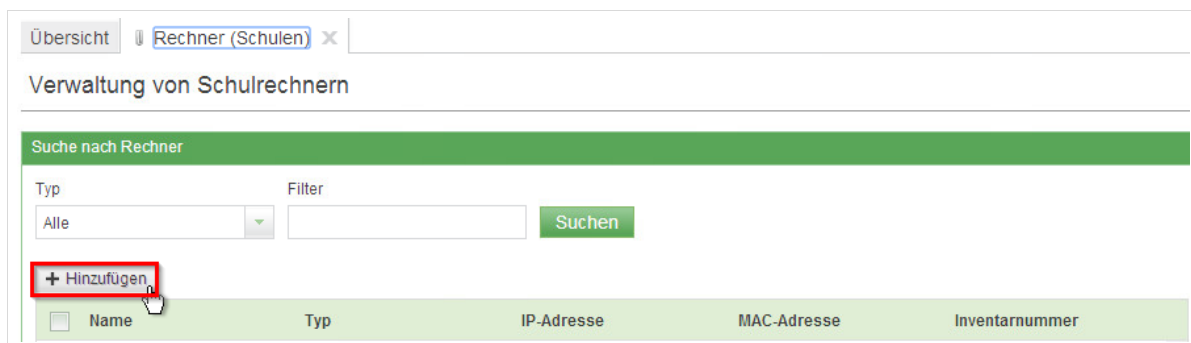 Übersicht Rechner (Schulen)
Verwaltung von Schulrechnern
Suche nach Rechner
Typ Filter
Alle Suchen
+ Hinzufügen
Name Typ IP-Adresse MAC-Adresse Inventarnummer